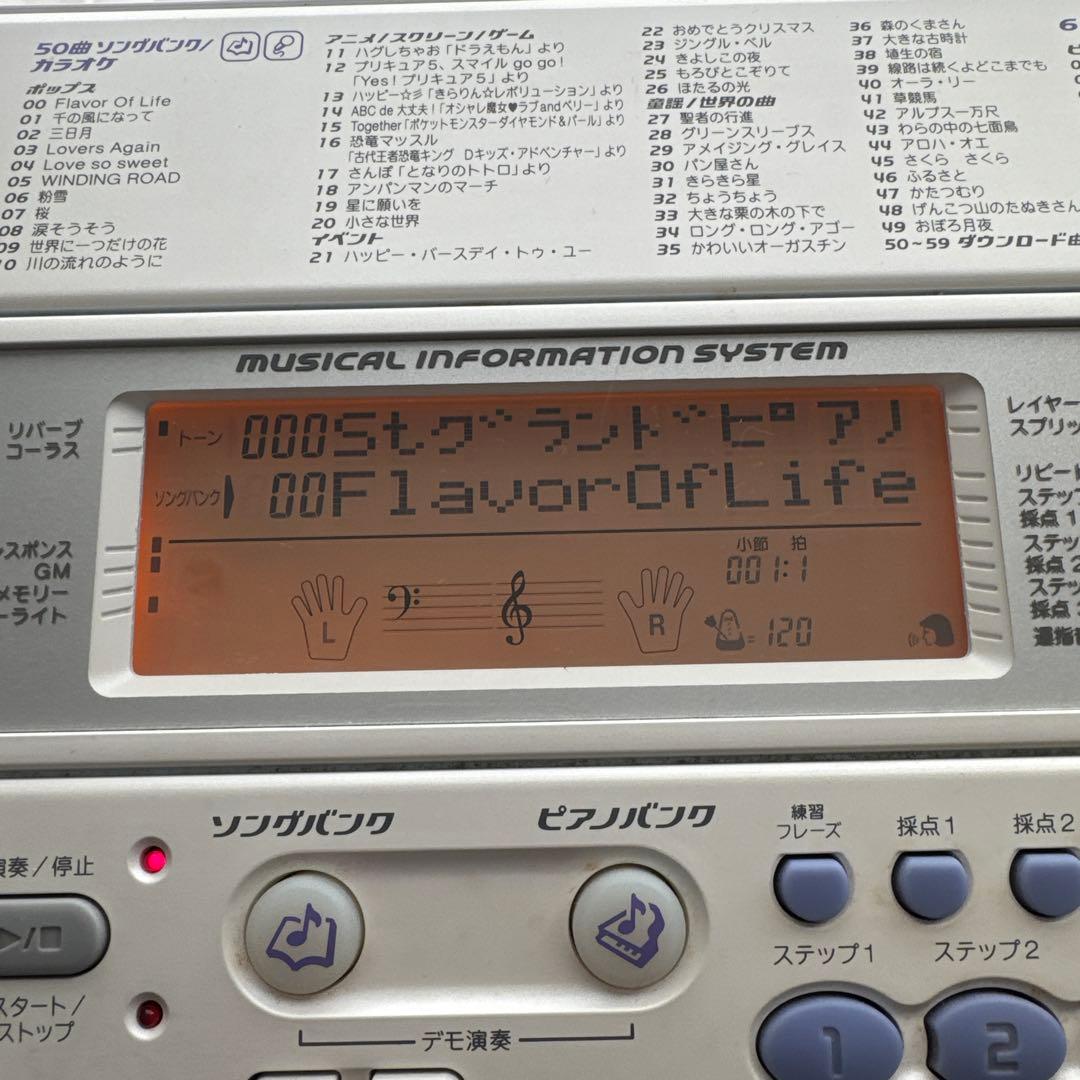 50曲 ソングバンク/
カラオケ
ポップス
00 Flavor Of Life
01 千の風になって
02 三日月
03 Lovers Again
04 Love so sweet
05 WINDING ROAD
06 粉雪
07 桜
08 涙そうそう
09 世界に一つだけの花
10 川の流れのように
アニメ/スクリーン/ゲーム
11 ハグしちゃお「ドラえもん」より
12 プリキュア5、スマイル go go!
「Yes!プリキュア5」より
13 ハッピー☆彡「きらりん☆レボリューション」より
14 ABC de 大丈夫!「オシャレ魔女♥ラブandベリー」より
15 Together「ポケットモンスターダイヤモンド&パール」より
16 恐竜マッスル
「古代王者恐竜キング Dキッズ・アドベンチャー」より
17 さんぽ「となりのトトロ」より
18 アンパンマンのマーチ
19 星に願いを
20 小さな世界
イベント
21 ハッピー・バースデイ・トゥ・ユー
22 おめでとうクリスマス
23 ジングル・ベル
24 きよしこの夜
25 もろびとこぞりて
26 ほたるの光
童謡/世界の曲
27 聖者の行進
28 グリーンスリーブス
29 アメイジング・グレイス
30 パン屋さん
31 きらきら星
32 ちょうちょう
33 大きな栗の木の下で
34 ロング・ロング・アゴー
35 かわいいオーガスチン
36 森のくまさん
37 大きな古時計
38 埴生の宿
39 線路は続くよどこまでも
40 オーラ・リー
41 草競馬
42 アルプス一万尺
43 わらの中の七面鳥
44 アロハ・オエ
45 さくら さくら
46 ふるさと
47 かたつむり
48 げんこつ山のたぬきさん
49 おぼろ月夜
50~59 ダウンロード曲
MUSICAL INFORMATION SYSTEM
リバーブ
コーラス
レスポンス
GM
メモリー
ーライト
トーン 000Stグランドピアノ
ソングバンク 00FlavorOfLife
小節 拍
001:1
L
R
=120
レイヤー
スプリッ
リピート
ステップ
採点1
ステッ
採点2
ステッ
採点
運指
ソングバンク
ピアノバンク
練習
フレーズ
採点1
採点2
演奏/停止
▶/■
スタート/
ストップ
ステップ1
ステップ2
デモ演奏
1
2